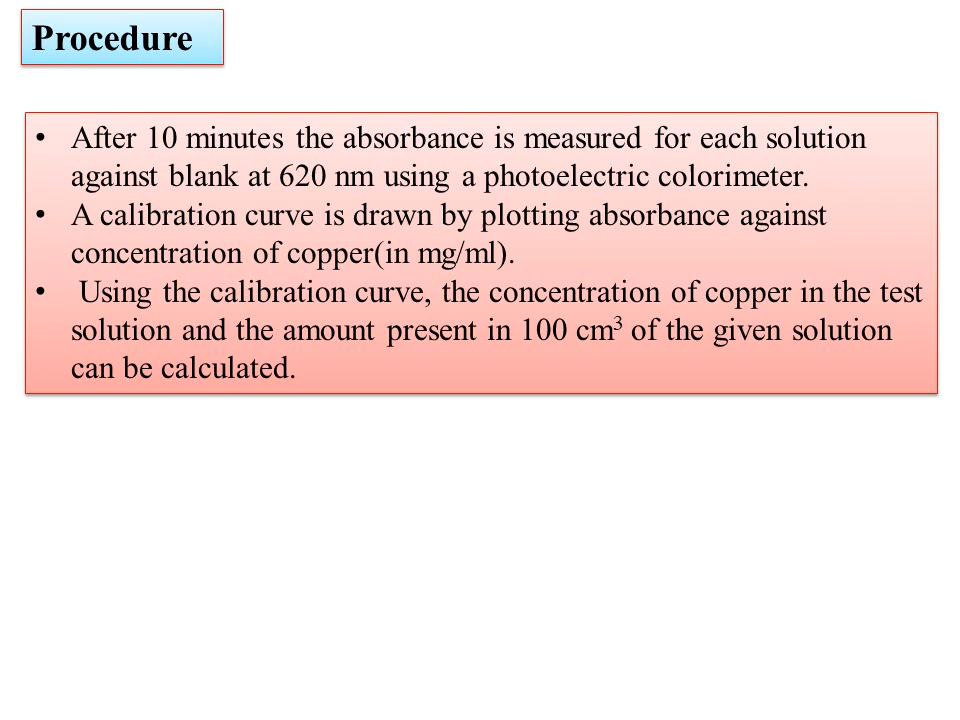 Procedure
• After 10 minutes the absorbance is measured for each solution
against blank at 620 nm using a photoelectric colorimeter.
• A calibration curve is drawn by plotting absorbance against
concentration of copper(in mg/ml).
• Using the calibration curve, the concentration of copper in the test
solution and the amount present in 100 cm³ of the given solution
can be calculated.